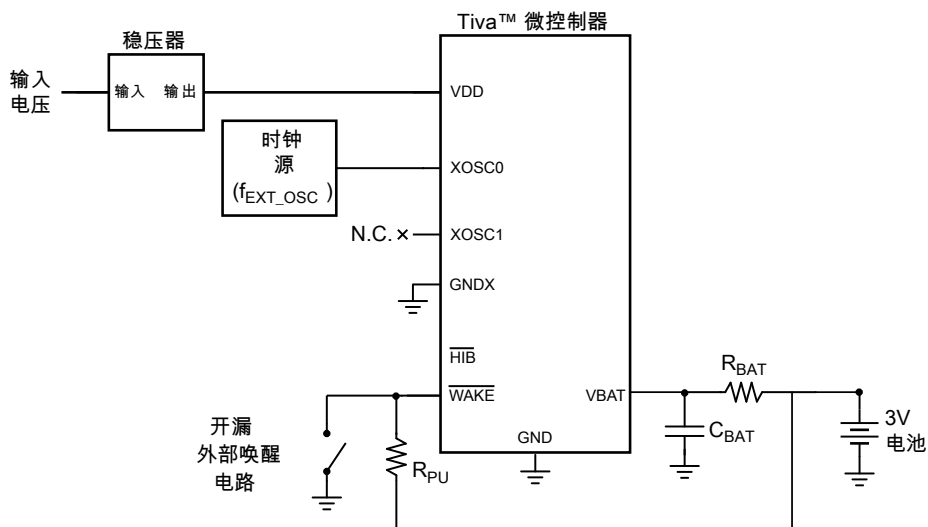 Tiva™ 微控制器
稳压器
输入
电压
输入 输出
VDD
时钟
源
(fEXT_OSC )
XOSC0
N.C.
XOSC1
GNDX
HIB
WAKE
VBAT
RBAT
GND
CBAT
3V
电池
开漏
外部唤醒
电路
RPU